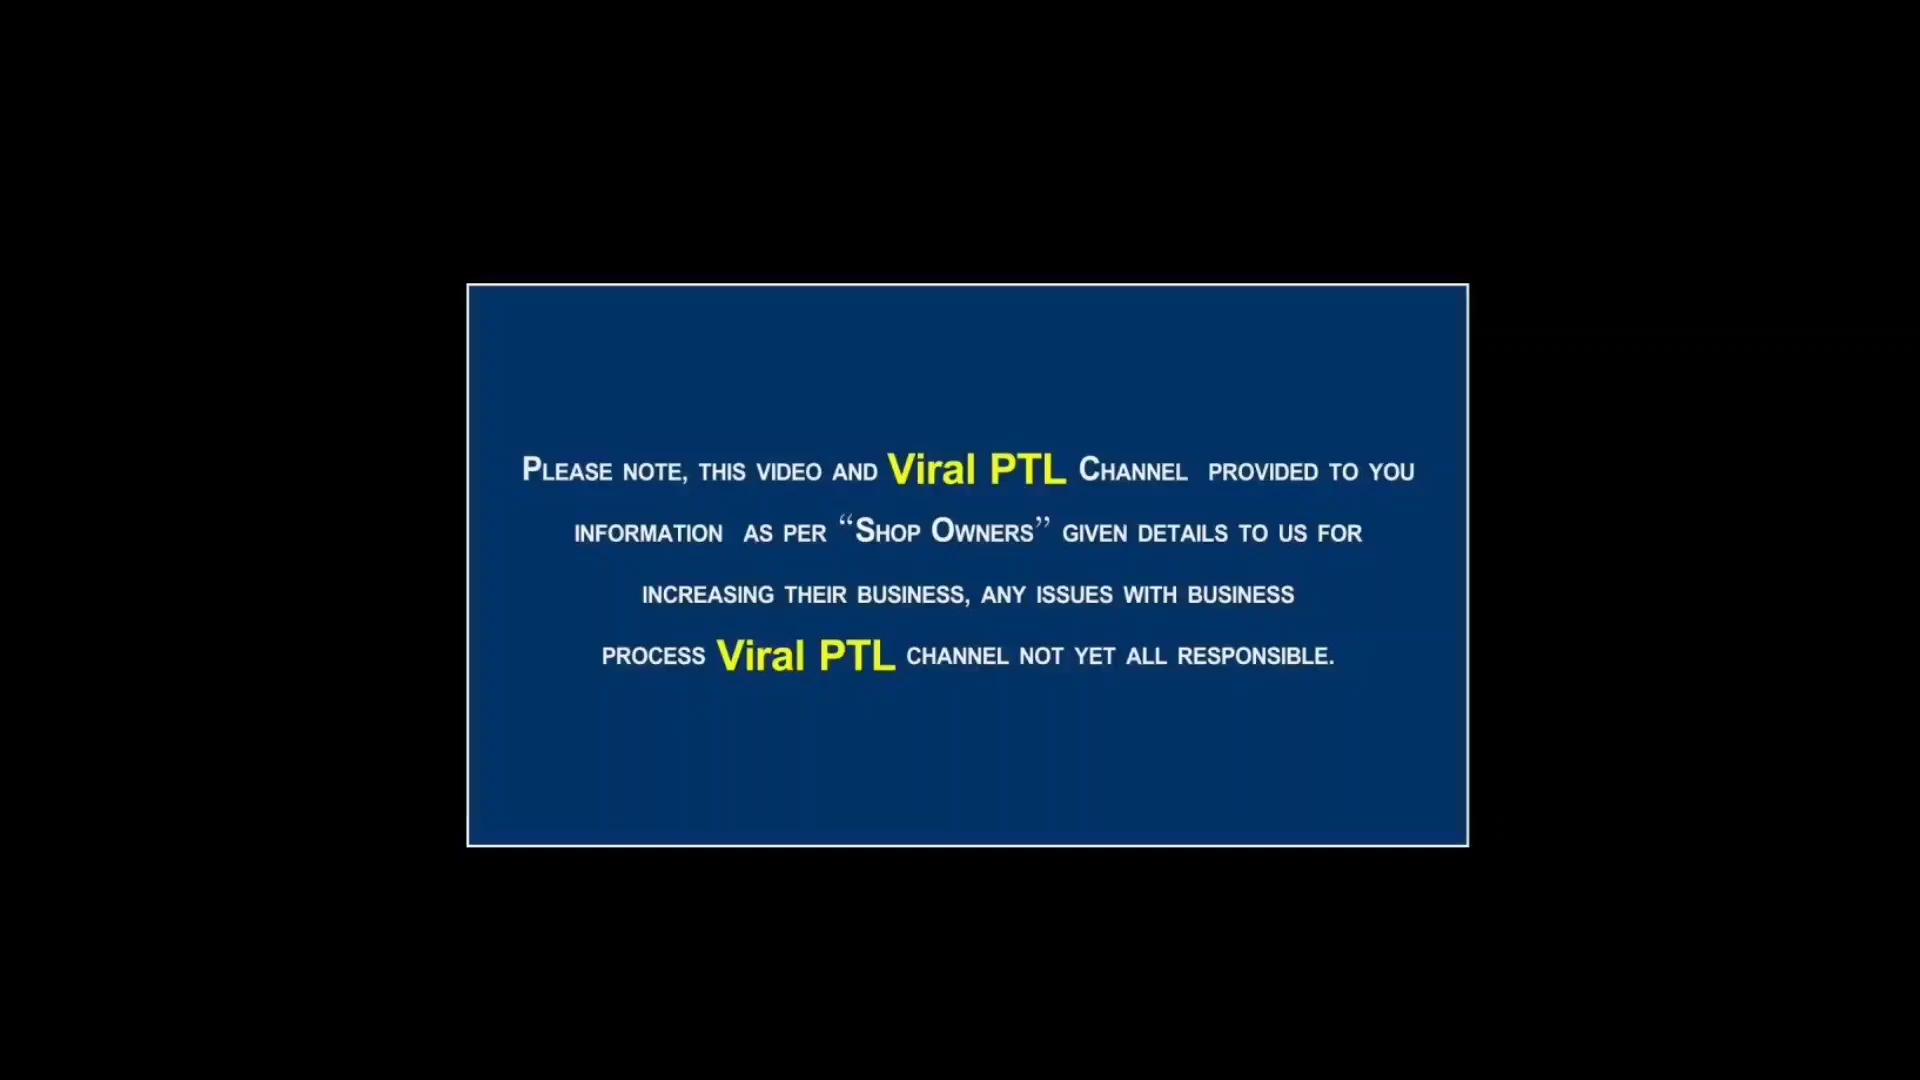 Please note, this video and Viral PTL Channel provided to you
information as per “Shop Owners” given details to us for
increasing their business, any issues with business
process Viral PTL channel not yet all responsible.